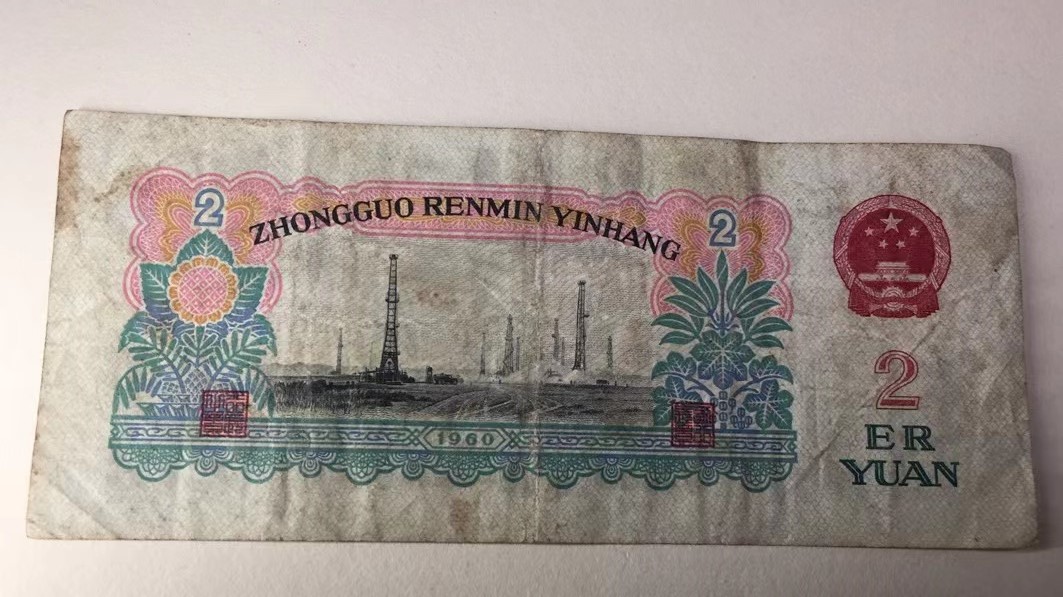 2
2
ZHONGGUO RENMIN YINHANG
1960
2
ER
YUAN